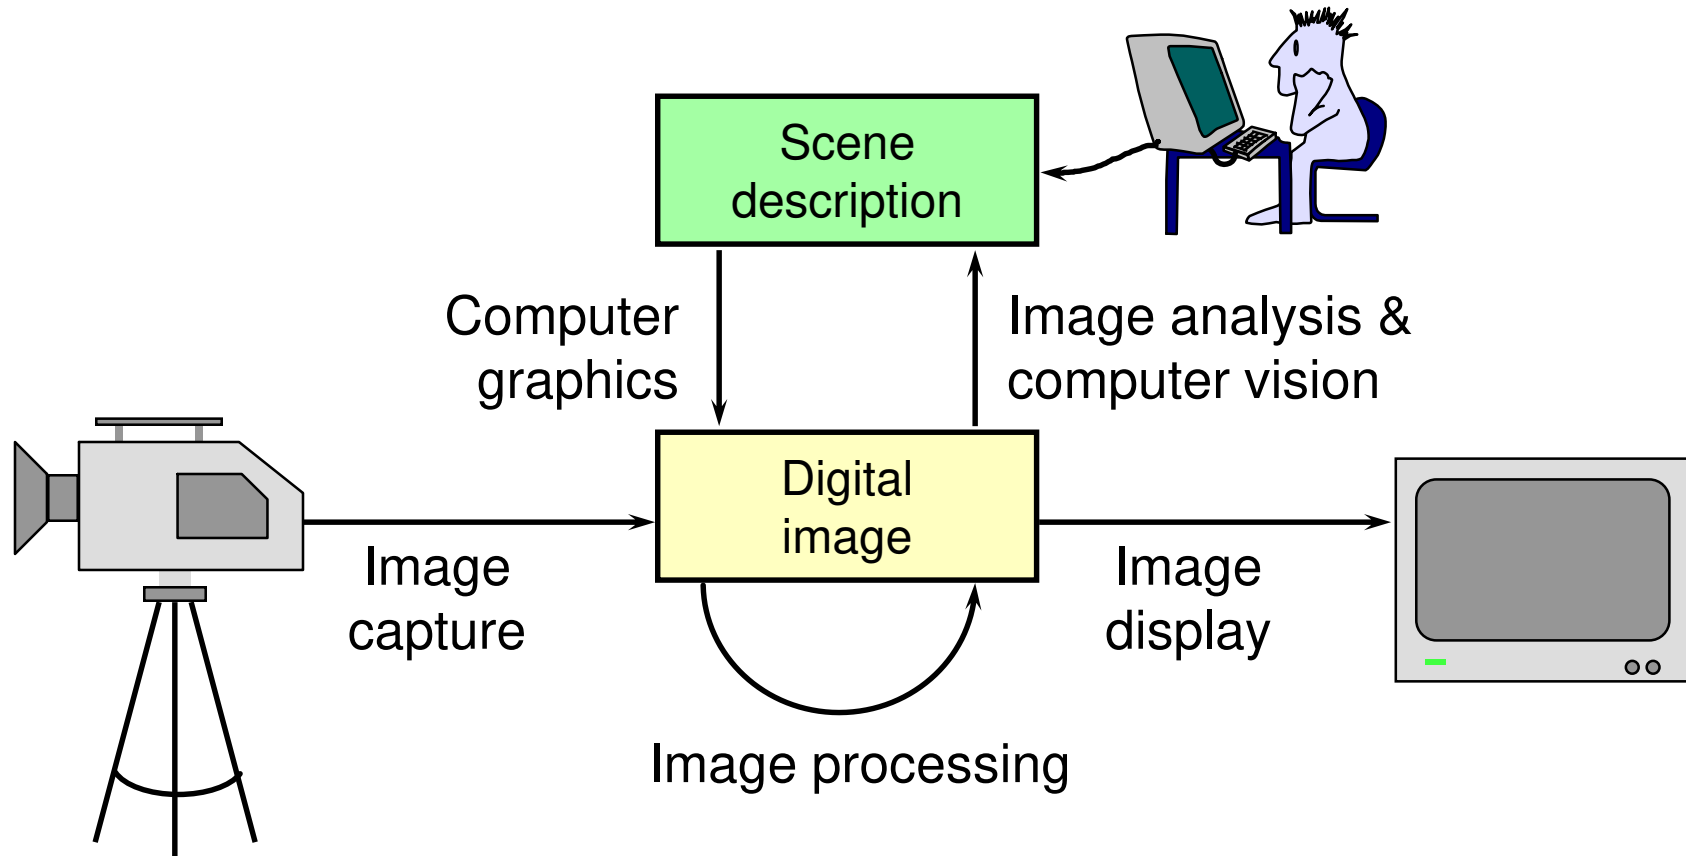 Scene
description
Computer
graphics
Image analysis &
computer vision
Digital
image
Image
capture
Image
display
Image processing